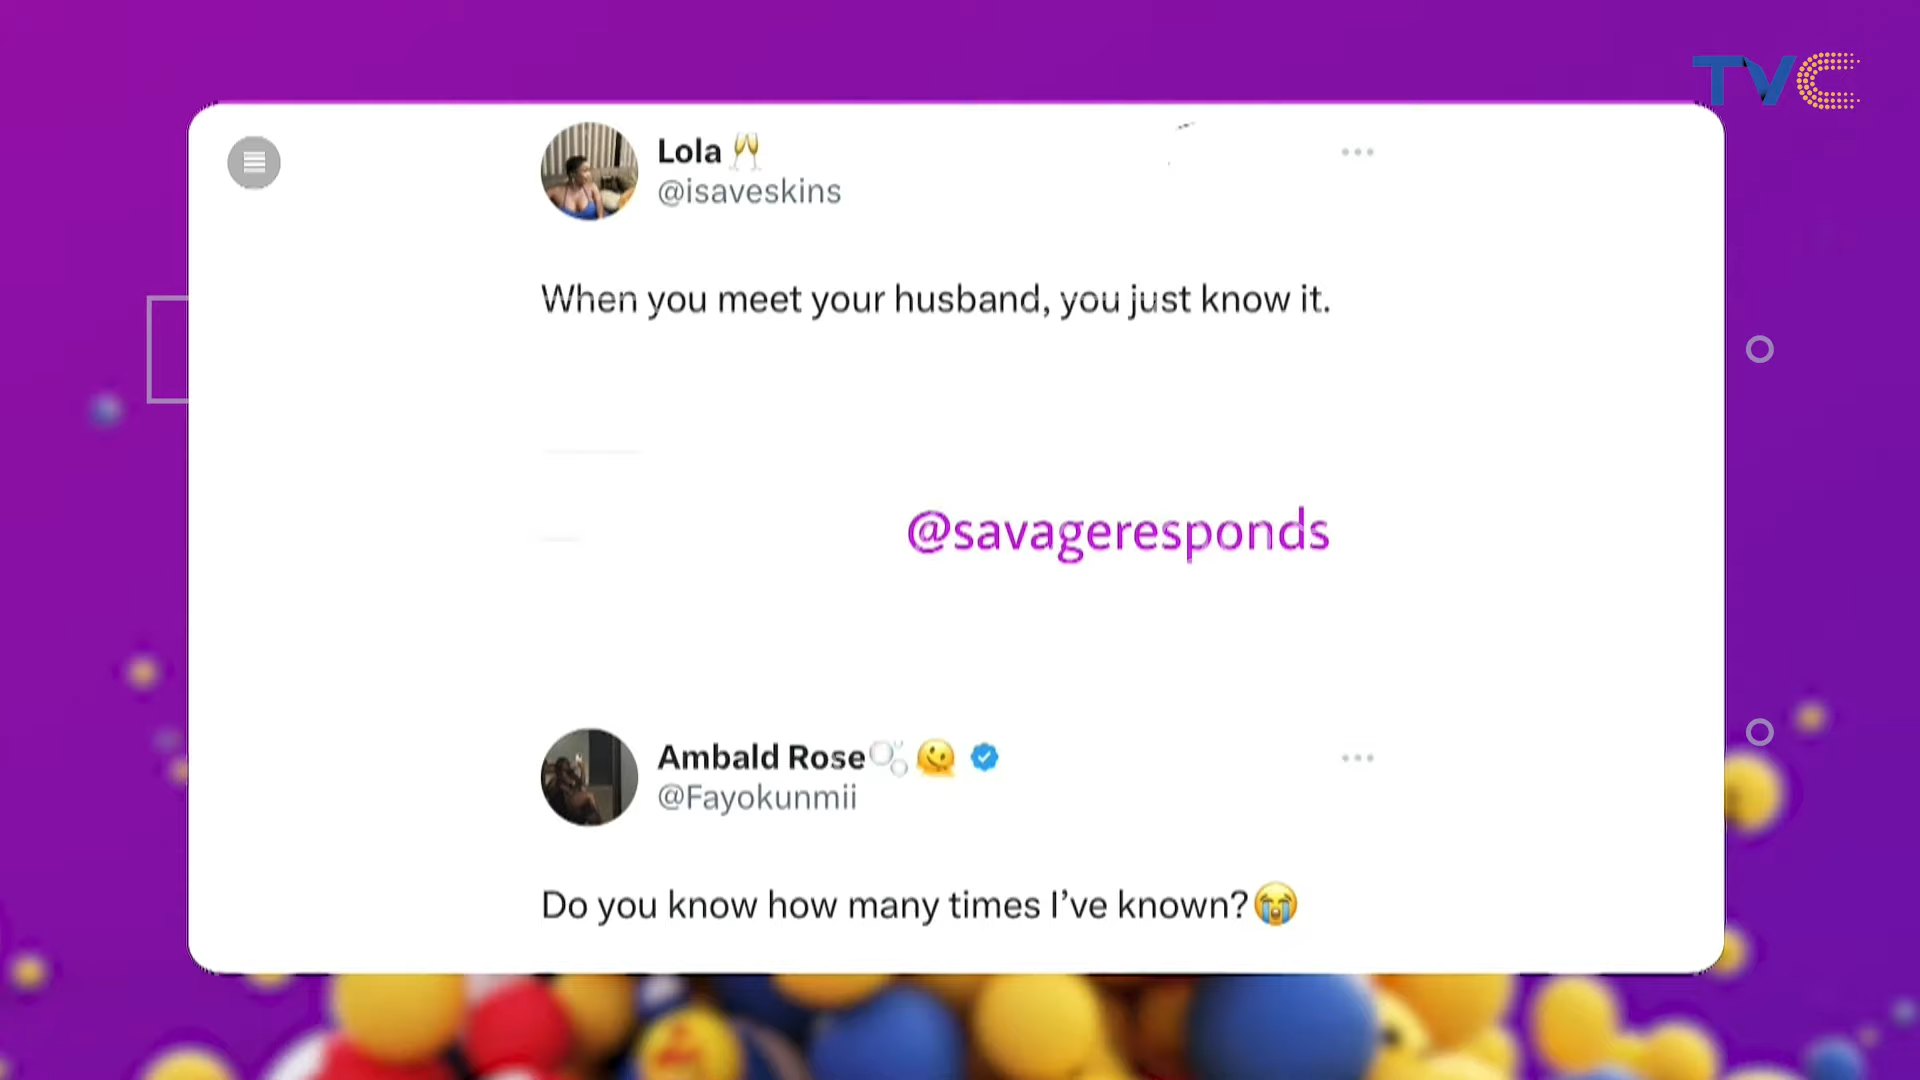 TVC
Lola 🥂
@isaveskins
When you meet your husband, you just know it.
@savageresponds
Ambald Rose🫧 🫠
@Fayokunmii
Do you know how many times I’ve known?😭